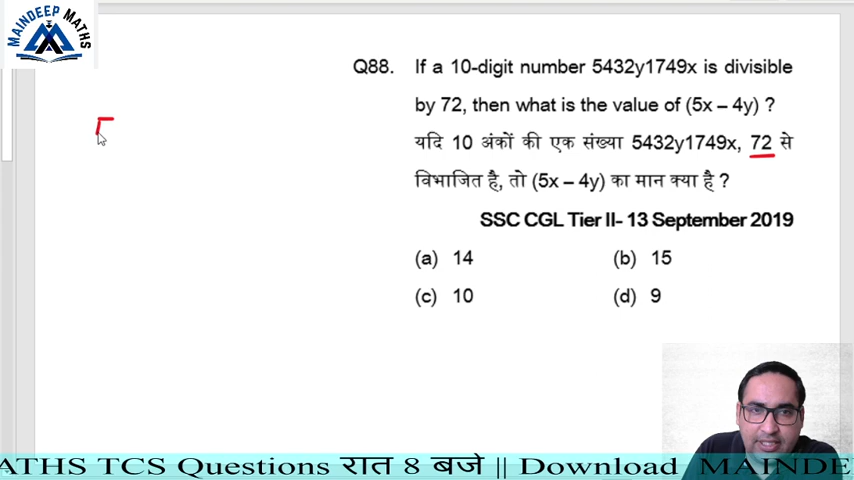 MAINDEEP MATHS
Q88. If a 10-digit number 5432y1749x is divisible
by 72, then what is the value of (5x – 4y) ?
यदि 10 अंकों की एक संख्या 5432y1749x, 72 से
विभाजित है, तो (5x – 4y) का मान क्या है ?
SSC CGL Tier II- 13 September 2019
(a) 14 (b) 15
(c) 10 (d) 9
ATHS TCS Questions रात 8 बजे || Download MAINDE